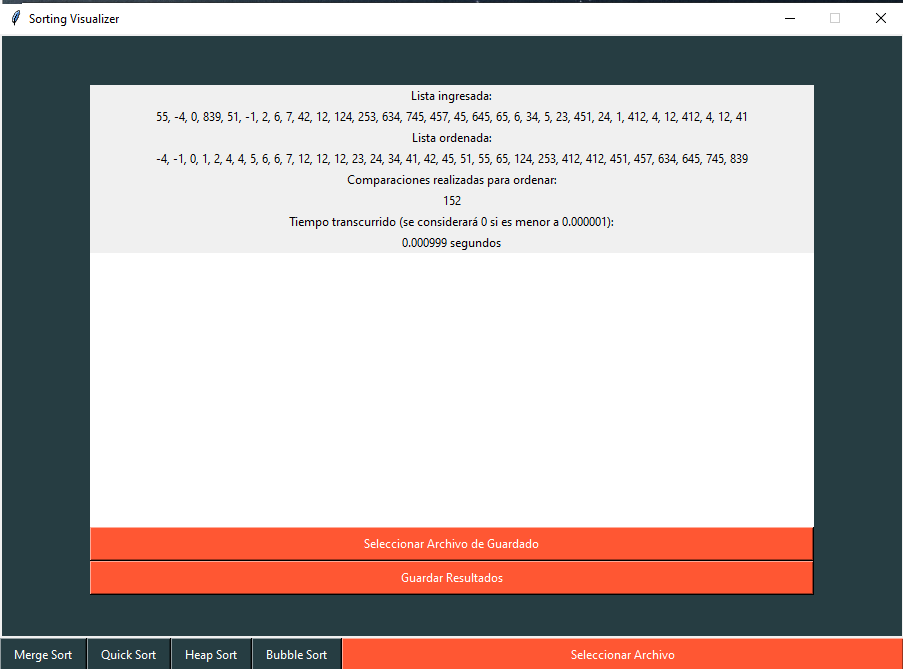 Sorting Visualizer
Lista ingresada:
55, -4, 0, 839, 51, -1, 2, 6, 7, 42, 12, 124, 253, 634, 745, 457, 45, 645, 65, 6, 34, 5, 23, 451, 24, 1, 412, 4, 12, 412, 4, 12, 41
Lista ordenada:
-4, -1, 0, 1, 2, 4, 4, 5, 6, 6, 7, 12, 12, 12, 23, 24, 34, 41, 42, 45, 51, 55, 65, 124, 253, 412, 412, 451, 457, 634, 645, 745, 839
Comparaciones realizadas para ordenar:
152
Tiempo transcurrido (se considerará 0 si es menor a 0.000001):
0.000999 segundos
Seleccionar Archivo de Guardado
Guardar Resultados
Merge Sort Quick Sort Heap Sort Bubble Sort Seleccionar Archivo